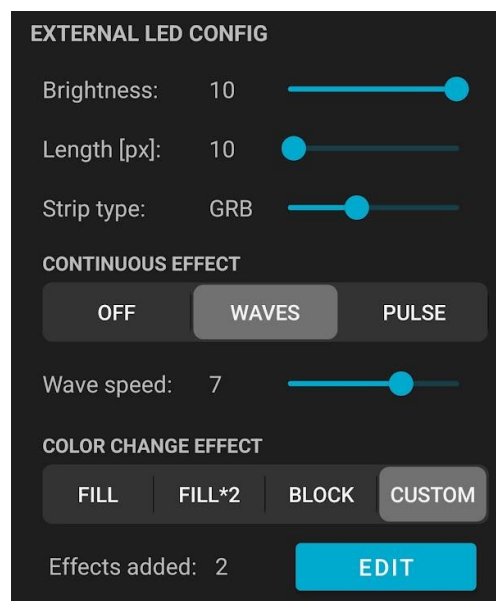 EXTERNAL LED CONFIG
Brightness: 10
Length [px]: 10
Strip type: GRB
CONTINUOUS EFFECT
OFF WAVES PULSE
Wave speed: 7
COLOR CHANGE EFFECT
FILL FILL*2 BLOCK CUSTOM
Effects added: 2 EDIT